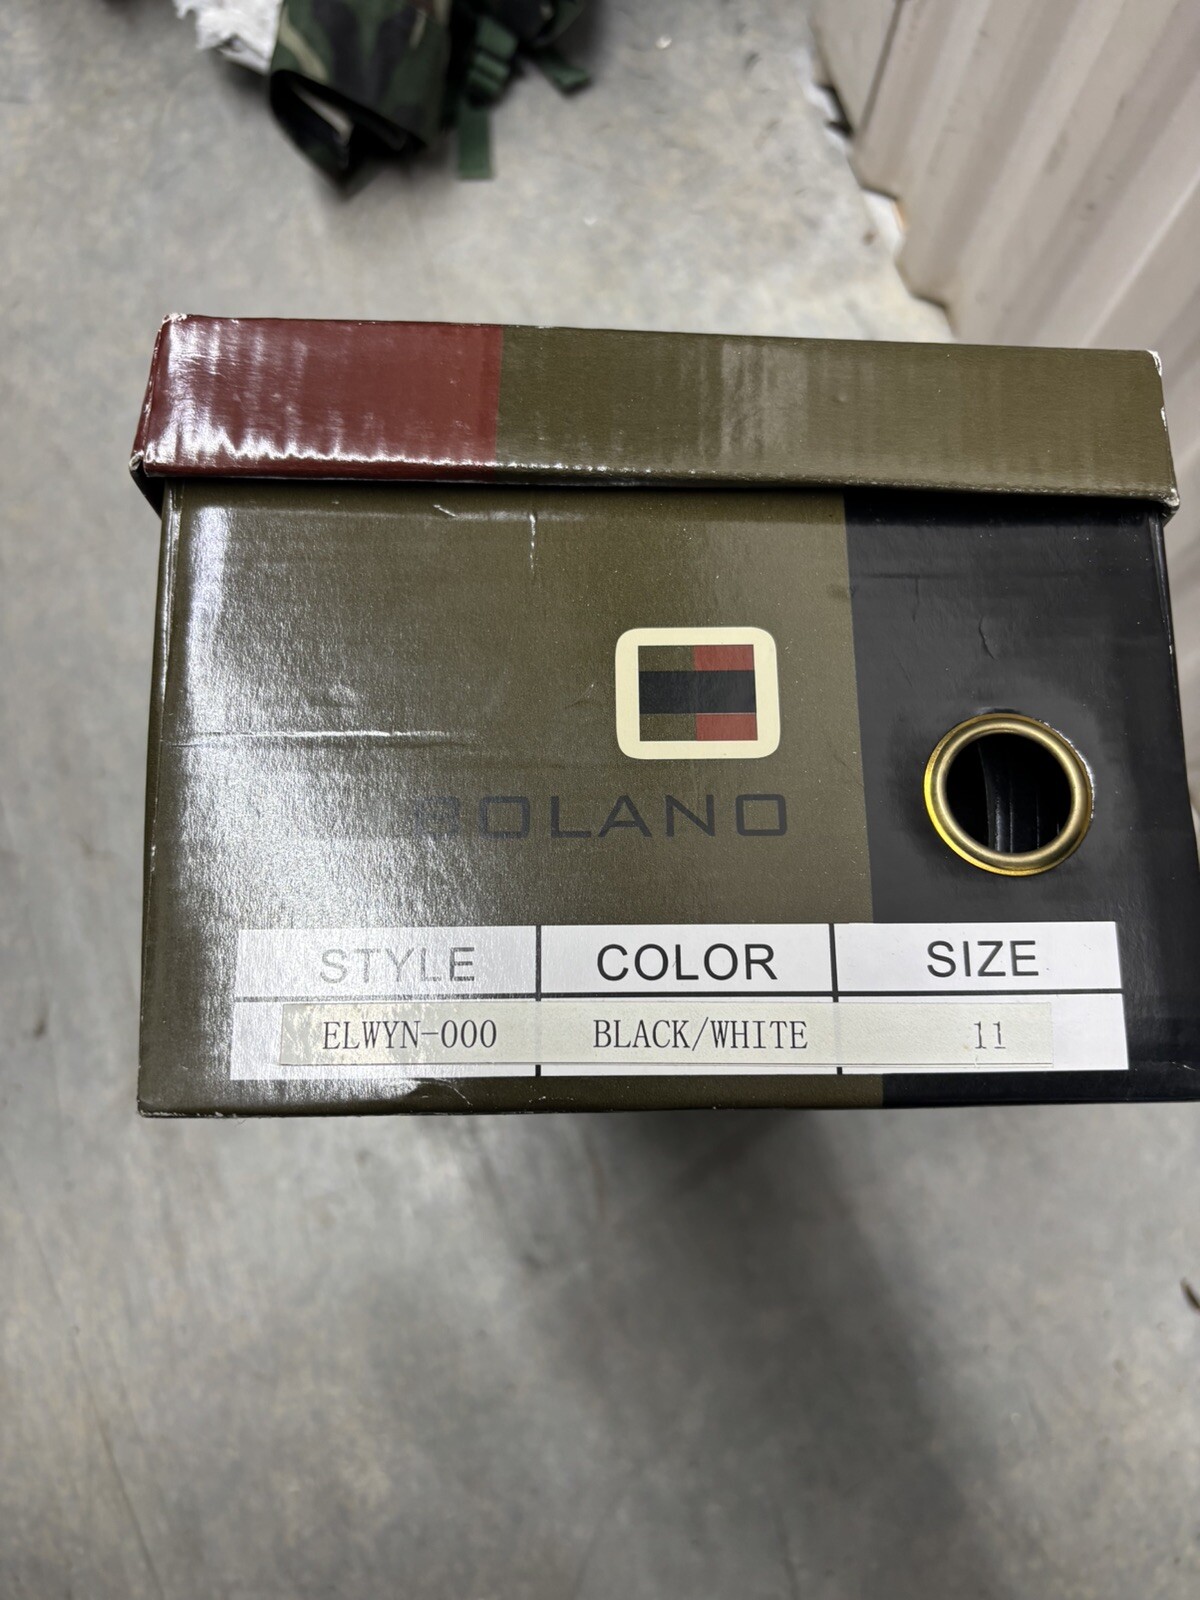 BOLANO
STYLE COLOR SIZE
ELWYN-000 BLACK/WHITE 11